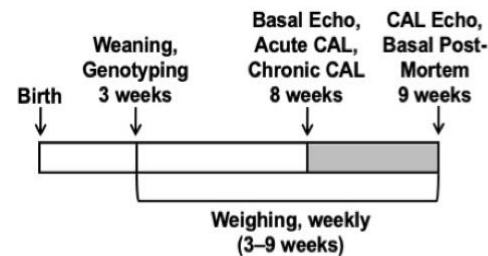 Birth
Weaning,
Genotyping
3 weeks
Basal Echo,
Acute CAL,
Chronic CAL
8 weeks
CAL Echo,
Basal Post-
Mortem
9 weeks
Weighing, weekly
(3–9 weeks)